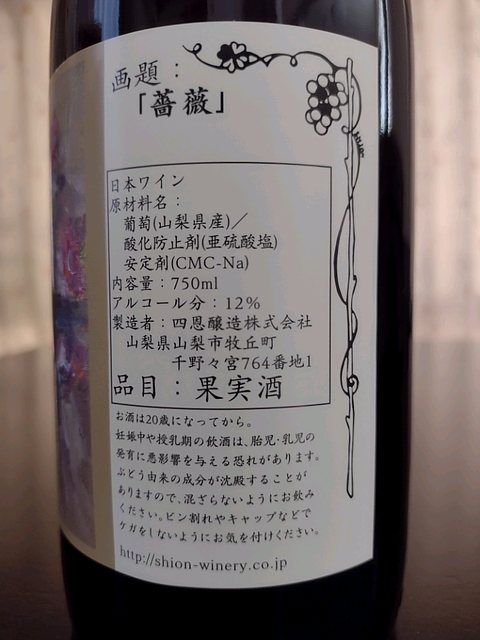 画題：
「薔薇」
日本ワイン
原材料名：
葡萄(山梨県産)／
酸化防止剤(亜硫酸塩)
安定剤(CMC-Na)
内容量：750ml
アルコール分：12%
製造者：四恩醸造株式会社
山梨県山梨市牧丘町
千野々宮764番地1
品目：果実酒
お酒は20歳になってから。
妊娠中や授乳期の飲酒は、胎児・乳児の
発育に悪影響を与える恐れがあります。
ぶどう由来の成分が沈殿することが
ありますので、混ざらないようにお飲み
ください。ビン割れやキャップなどで
ケガをしないようにお気を付けください。
http://shion-winery.co.jp